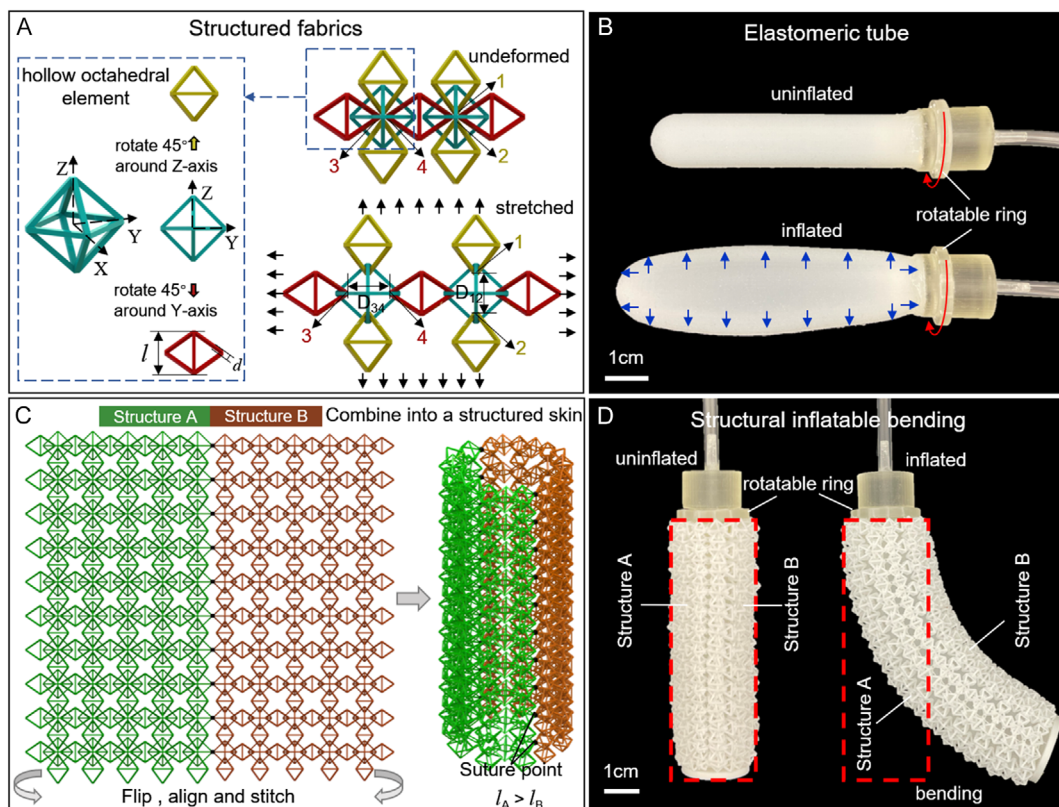 A
Structured fabrics
hollow octahedral
element
undeformed
1
rotate 45°
around Z-axis
3
4
2
Z
Z
Y
Y
X
stretched
1
rotate 45°
around Y-axis
D34
D12
l
d
3
4
2
B
Elastomeric tube
uninflated
rotatable ring
inflated
1cm
C
Structure A
Structure B
Combine into a structured skin
Suture point
Flip , align and stitch
lA > lB
D
Structural inflatable bending
uninflated
inflated
rotatable ring
Structure A
Structure B
Structure A
Structure B
1cm
bending